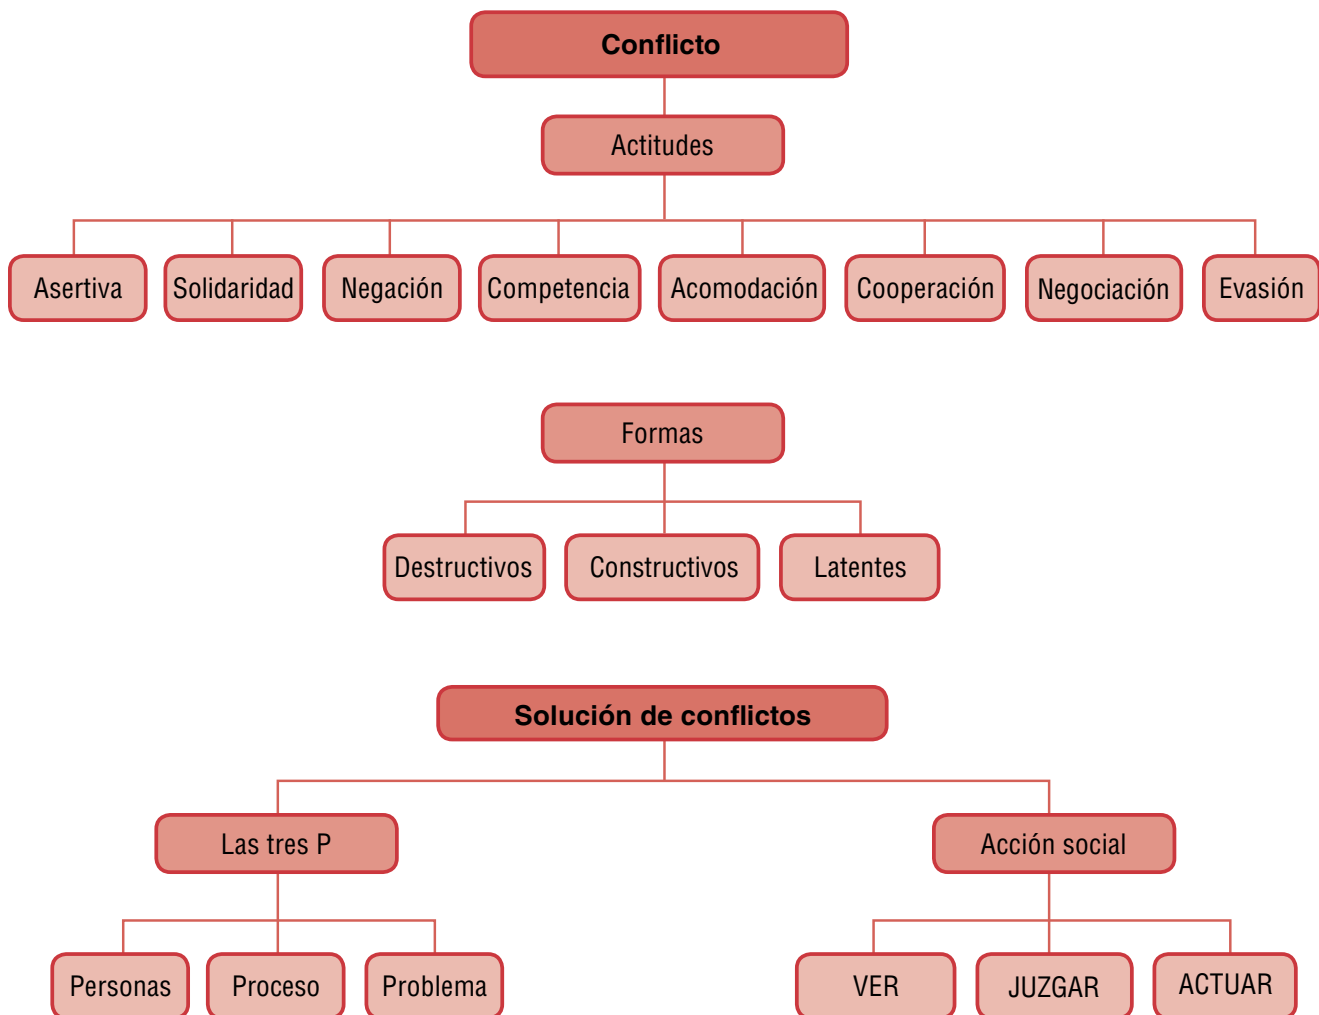 Conflicto
Actitudes
Asertiva
Solidaridad
Negación
Competencia
Acomodación
Cooperación
Negociación
Evasión
Formas
Destructivos
Constructivos
Latentes
Solución de conflictos
Las tres P
Acción social
Personas
Proceso
Problema
VER
JUZGAR
ACTUAR